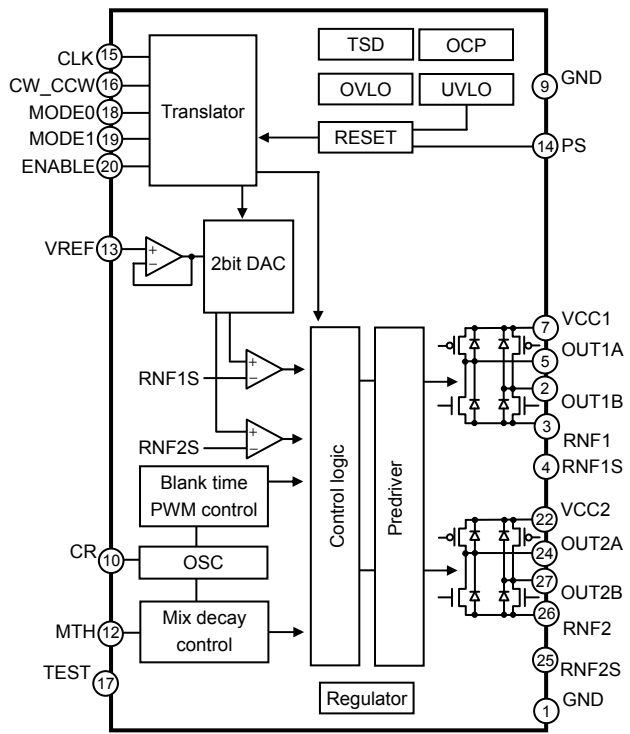 CLK 15
CW_CCW 16
MODE0 18
MODE1 19
ENABLE 20
Translator
TSD
OCP
OVLO
UVLO
RESET
9 GND
14 PS
VREF 13
+
−
2bit DAC
RNF1S
+
−
RNF2S
+
−
Blank time
PWM control
CR 10
OSC
MTH 12
Mix decay
control
TEST 17
Control logic
Predriver
Regulator
7 VCC1
5 OUT1A
2 OUT1B
3 RNF1
4 RNF1S
22 VCC2
24 OUT2A
27 OUT2B
26 RNF2
25 RNF2S
1 GND